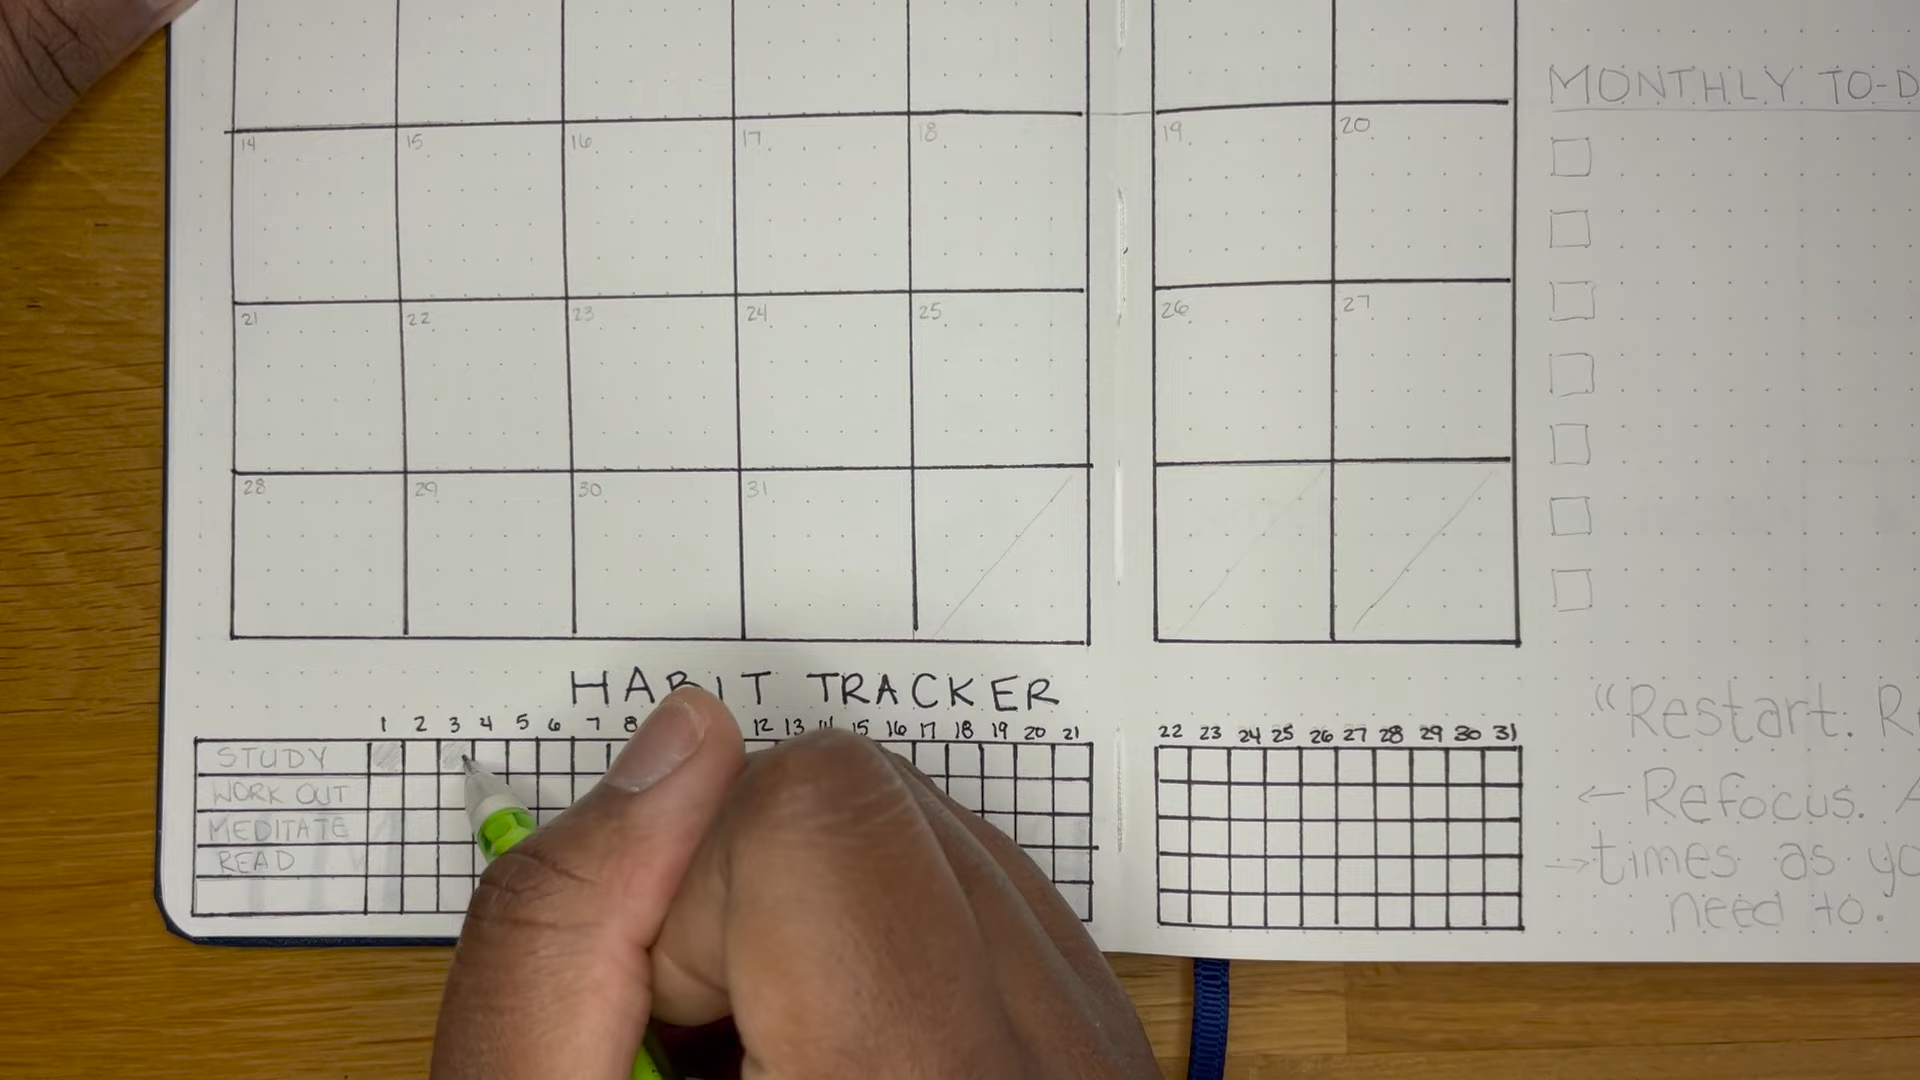 MONTHLY TO-D
14 15 16 17 18 19 20
21 22 23 24 25 26 27
28 29 30 31
HABIT TRACKER
1 2 3 4 5 6 7 8 12 13 14 15 16 17 18 19 20 21 22 23 24 25 26 27 28 29 30 31
STUDY
WORK OUT
MEDITATE
READ
"Restart. R
← Refocus. A
→ times as yo
need to.